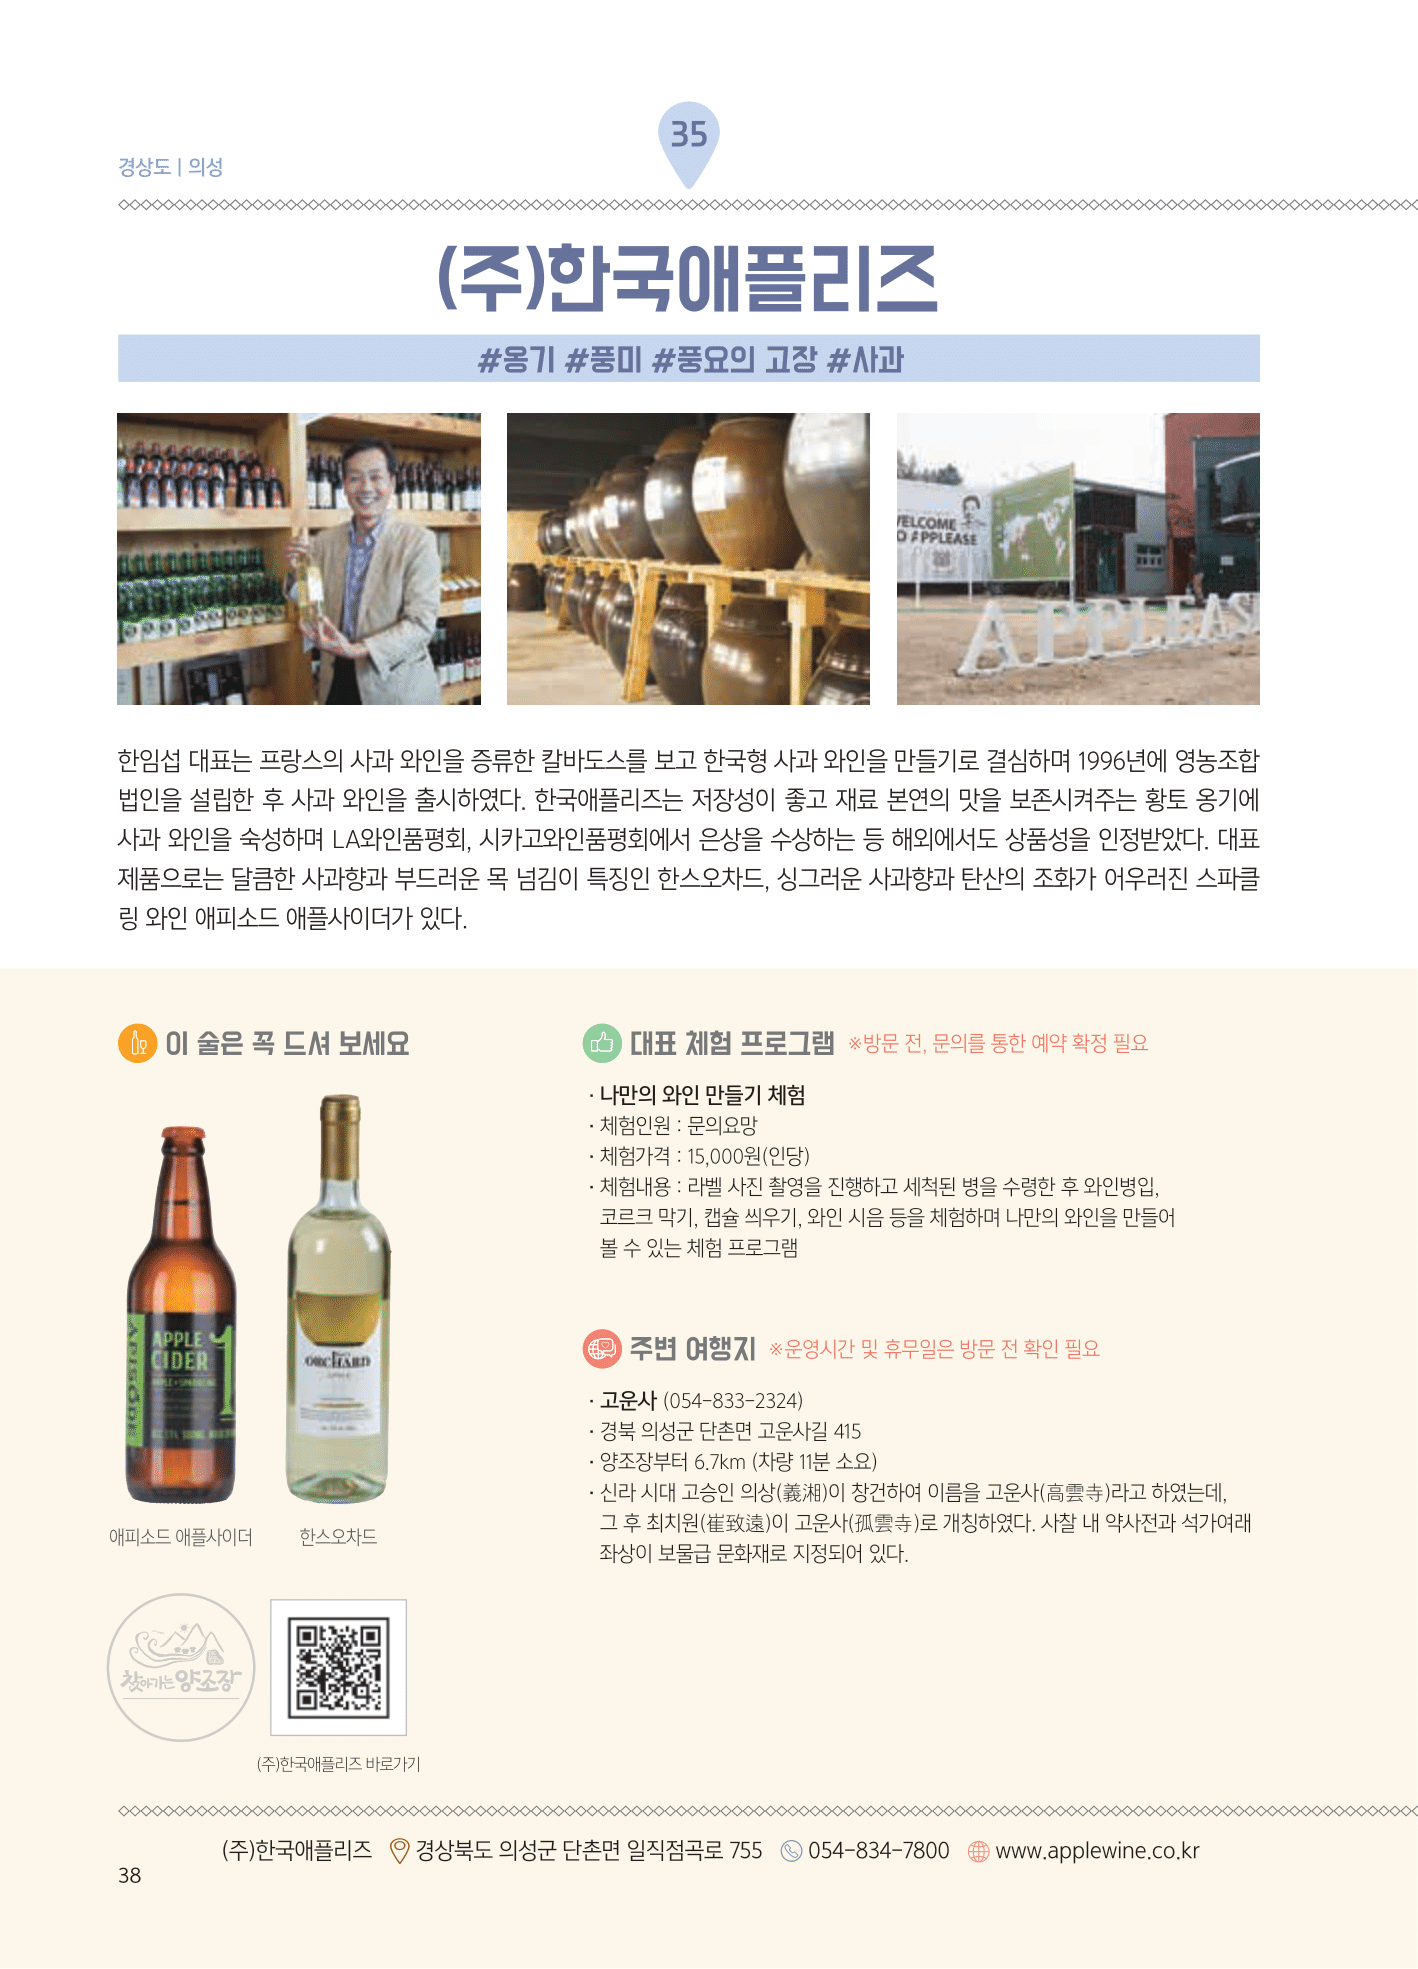 35
경상도 | 의성
(주)한국애플리즈
#옹기 #풍미 #풍요의 고장 #사과
WELCOME
TO APPLEASE
APPLEAS
한임섭 대표는 프랑스의 사과 와인을 증류한 칼바도스를 보고 한국형 사과 와인을 만들기로 결심하며 1996년에 영농조합
법인을 설립한 후 사과 와인을 출시하였다. 한국애플리즈는 저장성이 좋고 재료 본연의 맛을 보존시켜주는 황토 옹기에
사과 와인을 숙성하며 LA와인품평회, 시카고와인품평회에서 은상을 수상하는 등 해외에서도 상품성을 인정받았다. 대표
제품으로는 달큼한 사과향과 부드러운 목 넘김이 특징인 한스오차드, 싱그러운 사과향과 탄산의 조화가 어우러진 스파클
링 와인 애피소드 애플사이더가 있다.
이 술은 꼭 드셔 보세요
APPLE
CIDER
1
ORCHARD
애피소드 애플사이더
한스오차드
찾아가는 양조장
(주)한국애플리즈 바로가기
대표 체험 프로그램 ※방문 전, 문의를 통한 예약 확정 필요
· 나만의 와인 만들기 체험
· 체험인원 : 문의요망
· 체험가격 : 15,000원(인당)
· 체험내용 : 라벨 사진 촬영을 진행하고 세척된 병을 수령한 후 와인병입,
코르크 막기, 캡슐 씌우기, 와인 시음 등을 체험하며 나만의 와인을 만들어
볼 수 있는 체험 프로그램
주변 여행지 ※운영시간 및 휴무일은 방문 전 확인 필요
· 고운사 (054-833-2324)
· 경북 의성군 단촌면 고운사길 415
· 양조장부터 6.7km (차량 11분 소요)
· 신라 시대 고승인 의상(義湘)이 창건하여 이름을 고운사(高雲寺)라고 하였는데,
그 후 최치원(崔致遠)이 고운사(孤雲寺)로 개칭하였다. 사찰 내 약사전과 석가여래
좌상이 보물급 문화재로 지정되어 있다.
(주)한국애플리즈 경상북도 의성군 단촌면 일직점곡로 755 054-834-7800 www.applewine.co.kr
38